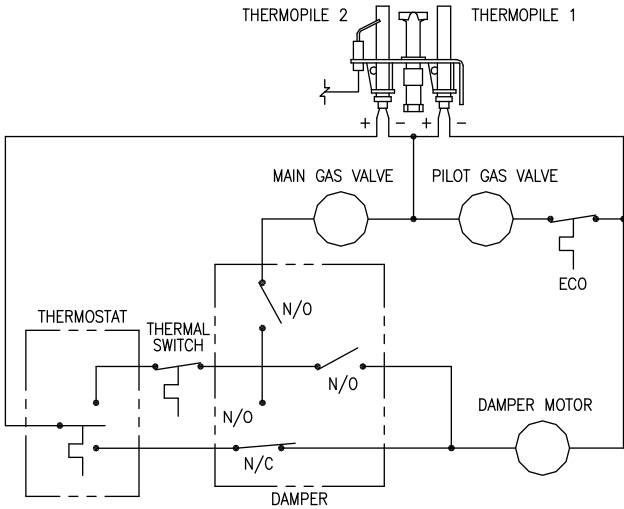 THERMOPILE 2
THERMOPILE 1
+ - + -
MAIN GAS VALVE
PILOT GAS VALVE
ECO
N/O
THERMOSTAT
THERMAL
SWITCH
N/O
N/O
DAMPER MOTOR
N/C
DAMPER